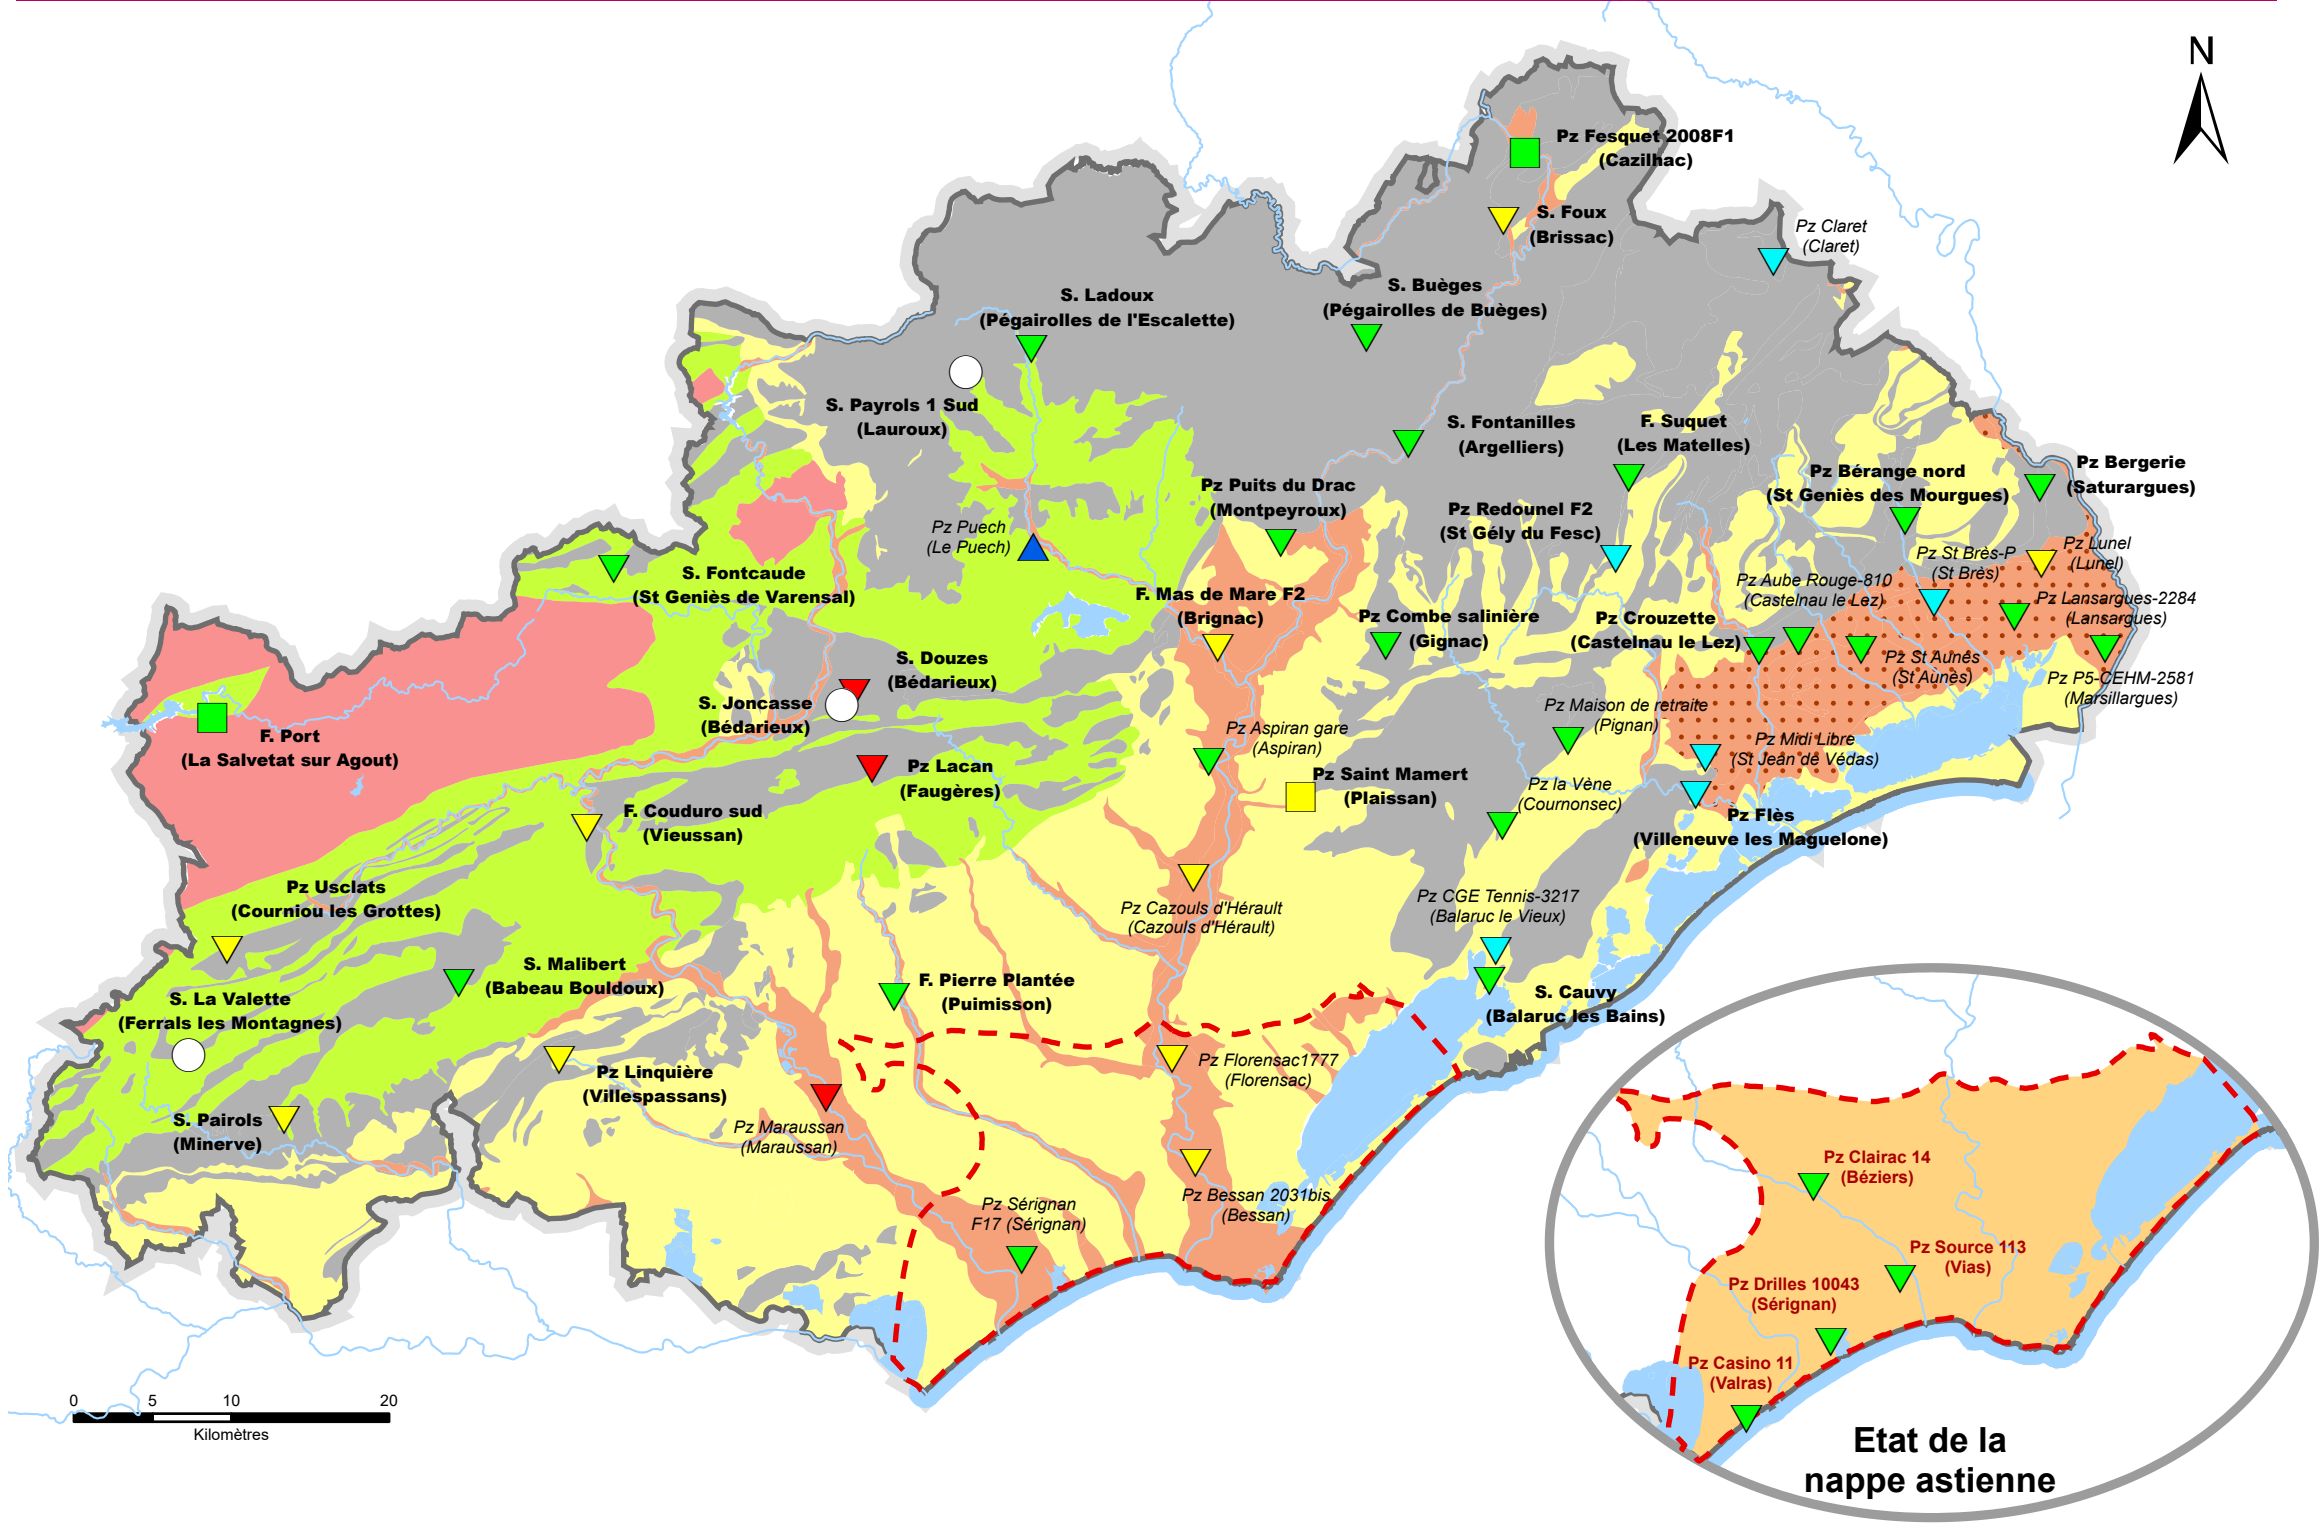 N
Pz Fesquet 2008F1
(Cazilhac)
S. Foux
(Brissac)
Pz Claret
(Claret)
S. Ladoux
(Pégairolles de l'Escalette)
S. Buèges
(Pégairolles de Buèges)
S. Payrols 1 Sud
(Lauroux)
S. Fontanilles
(Argelliers)
F. Suquet
(Les Matelles)
Pz Bérange nord
(St Geniès des Mourgues)
Pz Bergerie
(Saturargues)
Pz Puits du Drac
(Montpeyroux)
Pz Redounel F2
(St Gély du Fesc)
Pz Puech
(Le Puech)
Pz St Brès-P
(St Brès)
Pz Lunel
(Lunel)
S. Fontcaude
(St Geniès de Varensal)
F. Mas de Mare F2
(Brignac)
Pz Aube Rouge-810
(Castelnau le Lez)
Pz Lansargues-2284
(Lansargues)
Pz Combe salinière
(Gignac)
Pz Crouzette
(Castelnau le Lez)
S. Douzes
(Bédarieux)
Pz St Aunès
(St Aunès)
Pz P5-CEHM-2581
(Marsillargues)
S. Joncasse
(Bédarieux)
Pz Maison de retraite
(Pignan)
F. Port
(La Salvetat sur Agout)
Pz Aspiran gare
(Aspiran)
Pz Midi Libre
(St Jean de Védas)
Pz Lacan
(Faugères)
Pz Saint Mamert
(Plaissan)
Pz la Vène
(Cournonsec)
F. Couduro sud
(Vieussan)
Pz Flès
(Villeneuve les Maguelone)
Pz Usclats
(Courniou les Grottes)
Pz Cazouls d'Hérault
(Cazouls d'Hérault)
Pz CGE Tennis-3217
(Balaruc le Vieux)
S. Malibert
(Babeau Bouldoux)
F. Pierre Plantée
(Puimisson)
S. La Valette
(Ferrals les Montagnes)
S. Cauvy
(Balaruc les Bains)
Pz Linquière
(Villespassans)
Pz Florensac1777
(Florensac)
S. Pairols
(Minerve)
Pz Maraussan
(Maraussan)
Pz Sérignan
F17 (Sérignan)
Pz Bessan 2031bis
(Bessan)
Pz Clairac 14
(Béziers)
Pz Source 113
(Vias)
Pz Drilles 10043
(Sérignan)
Pz Casino 11
(Valras)
0 5 10 20
Kilomètres
Etat de la
nappe astienne